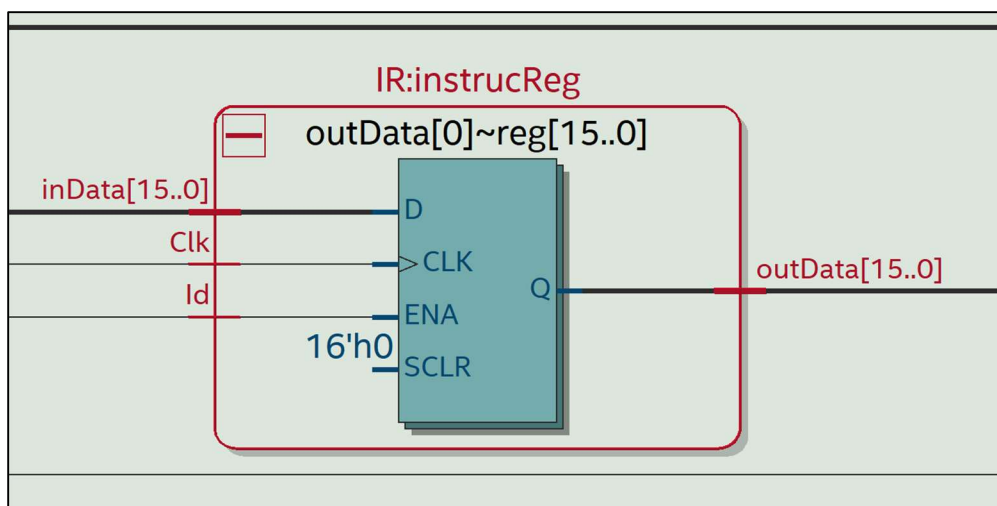 IR:instrucReg
outData[0]~reg[15..0]
inData[15..0]
D
Clk
CLK
outData[15..0]
Q
ld
ENA
16'h0
SCLR